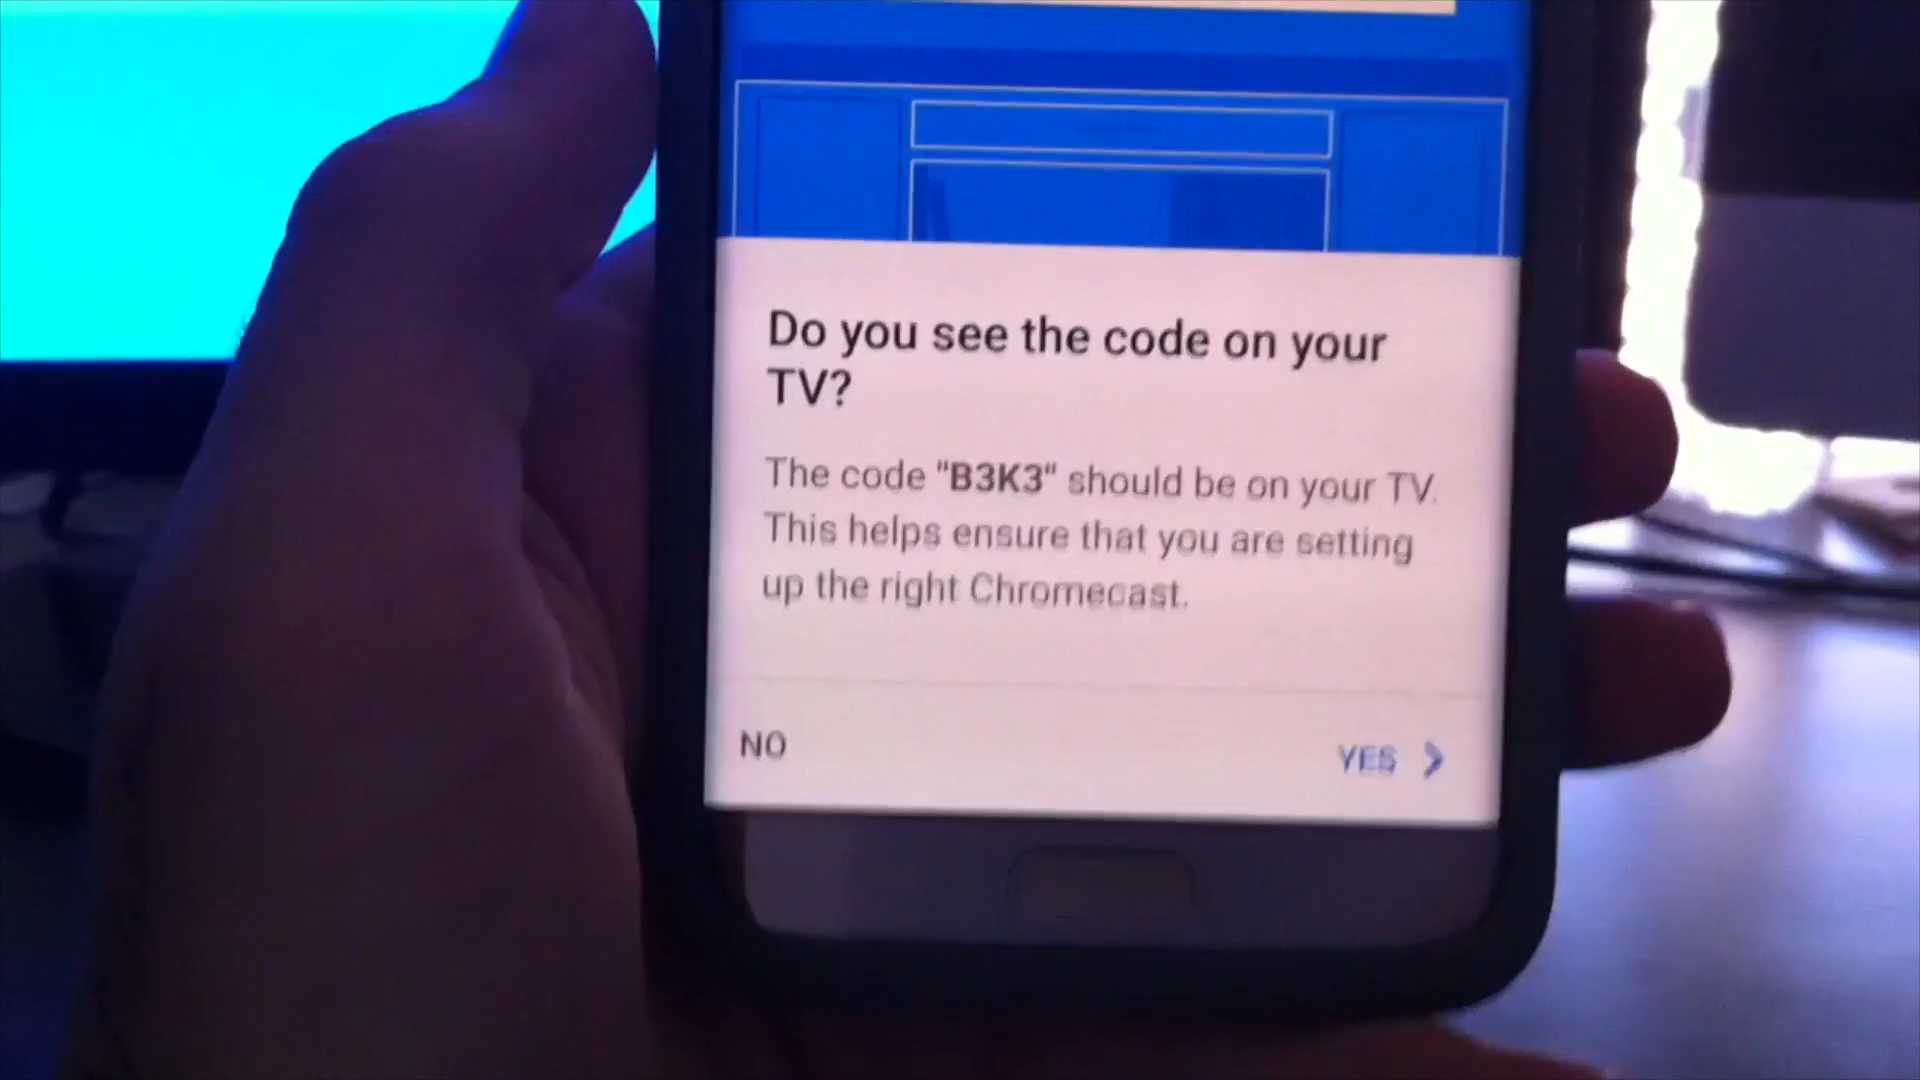 Do you see the code on your
TV?
The code "B3K3" should be on your TV.
This helps ensure that you are setting
up the right Chromecast.
NO
YES